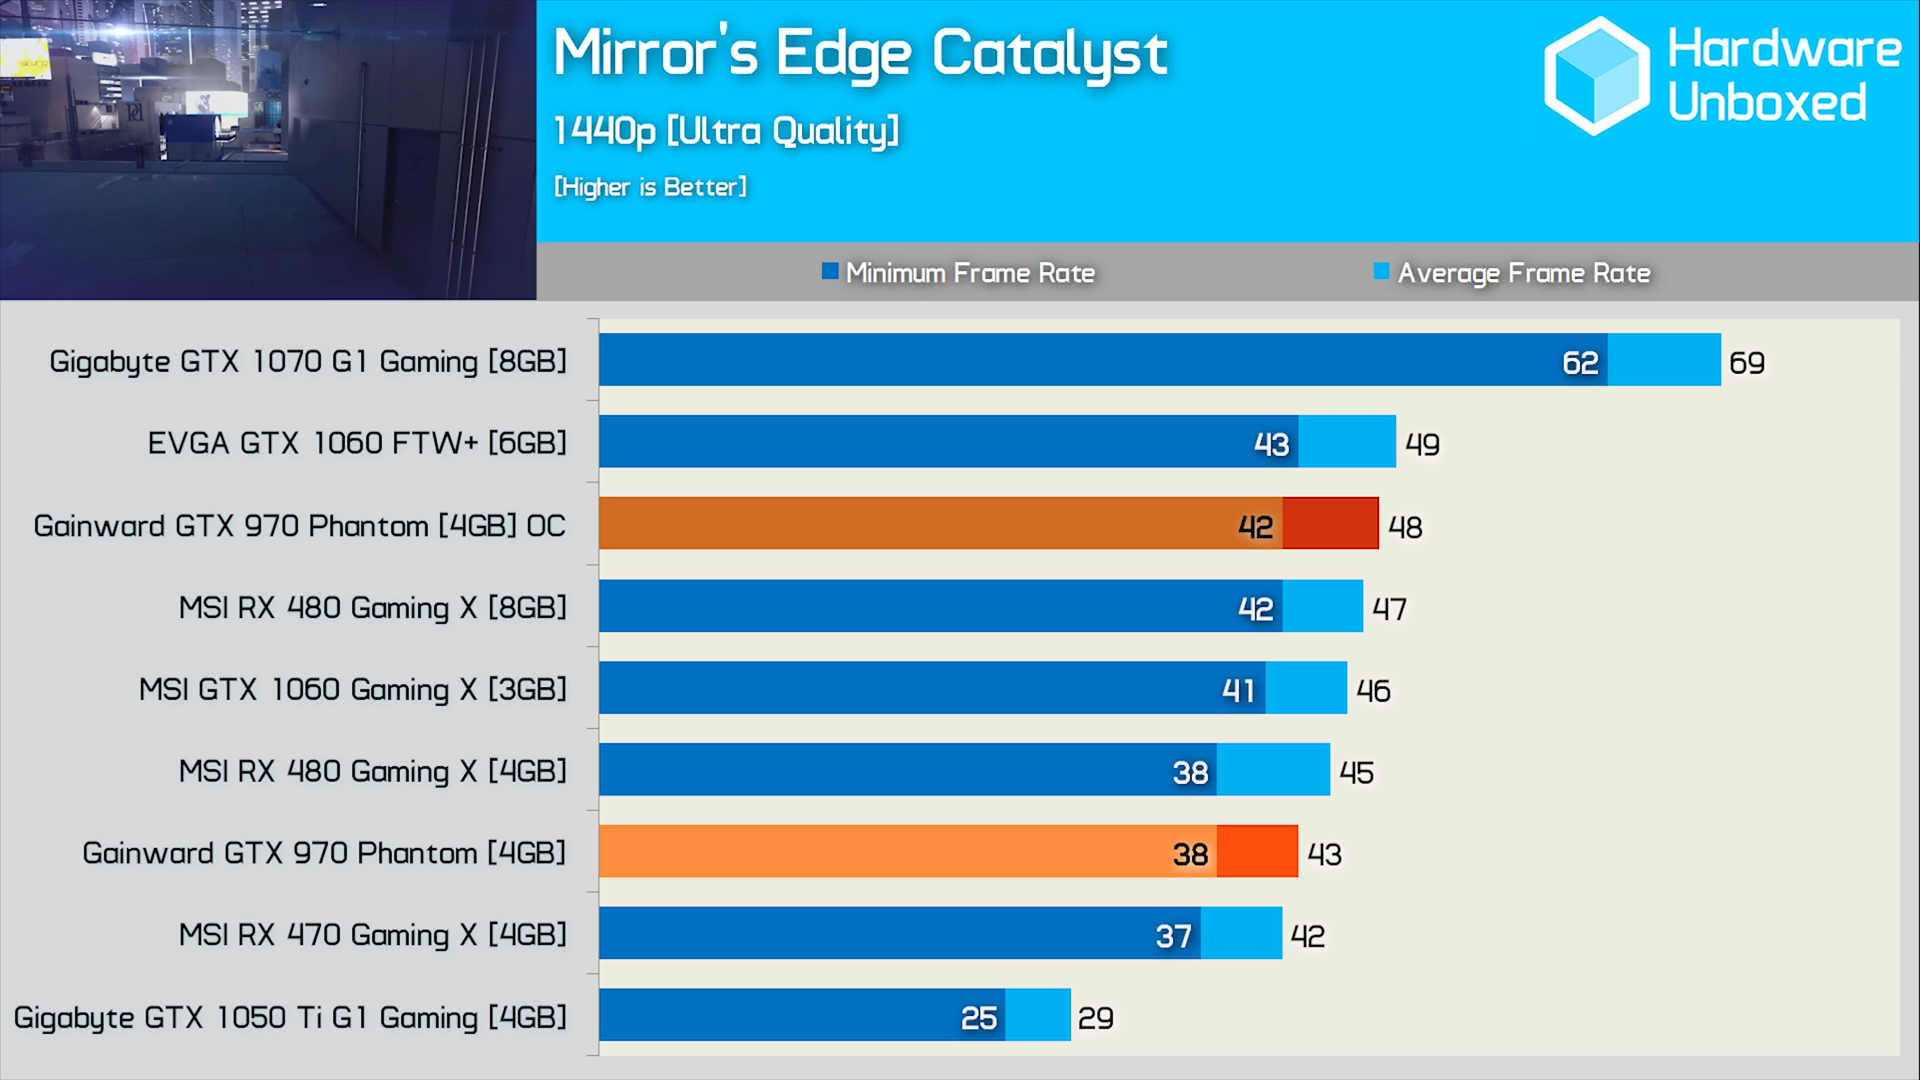 Mirror's Edge Catalyst
1440p [Ultra Quality]
[Higher is Better]
Hardware
Unboxed
Minimum Frame Rate
Average Frame Rate
Gigabyte GTX 1070 G1 Gaming [8GB] 62 69
EVGA GTX 1060 FTW+ [6GB] 43 49
Gainward GTX 970 Phantom [4GB] OC 42 48
MSI RX 480 Gaming X [8GB] 42 47
MSI GTX 1060 Gaming X [3GB] 41 46
MSI RX 480 Gaming X [4GB] 38 45
Gainward GTX 970 Phantom [4GB] 38 43
MSI RX 470 Gaming X [4GB] 37 42
Gigabyte GTX 1050 Ti G1 Gaming [4GB] 25 29